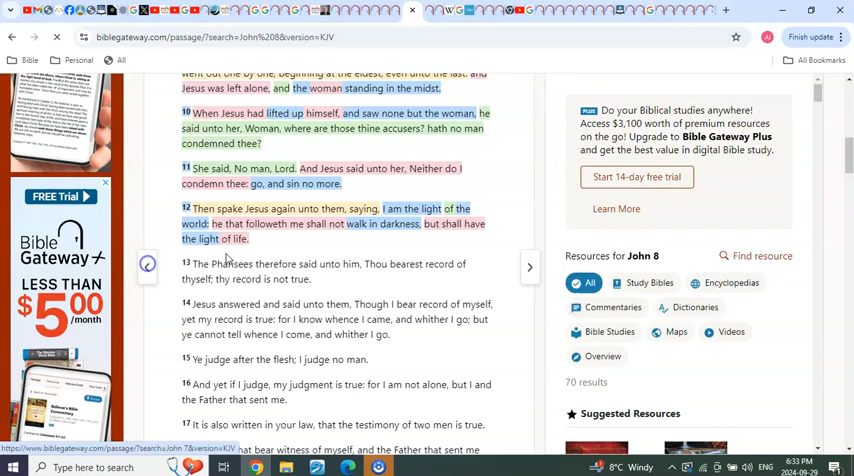 Finish update
biblegateway.com/passage/?search=John%208&version=KJV
Bible
Personal
AI
All Bookmarks
went out one by one, beginning at the eldest, even unto the last: and
Jesus was left alone, and the woman standing in the midst.
10 When Jesus had lifted up himself, and saw none but the woman, he
said unto her, Woman, where are those thine accusers? hath no man
condemned thee?
11 She said, No man, Lord. And Jesus said unto her, Neither do I
condemn thee: go, and sin no more.
12 Then spake Jesus again unto them, saying, I am the light of the
world: he that followeth me shall not walk in darkness, but shall have
the light of life.
13 The Pharisees therefore said unto him, Thou bearest record of
thyself; thy record is not true.
14 Jesus answered and said unto them, Though I bear record of myself,
yet my record is true: for I know whence I came, and whither I go; but
ye cannot tell whence I come, and whither I go.
15 Ye judge after the flesh; I judge no man.
16 And yet if I judge, my judgment is true: for I am not alone, but I and
the Father that sent me.
17 It is also written in your law, that the testimony of two men is true.
that bear witness of myself, and the Father that sent me
FREE Trial
Bible
Gateway
LESS THAN
$5.00
/month
PLUS Do your Biblical studies anywhere!
Access $3,100 worth of premium resources
on the go! Upgrade to Bible Gateway Plus
and get the best value in digital Bible study.
Start 14-day free trial
Learn More
Resources for John 8
Find resource
All
Study Bibles
Encyclopedias
Commentaries
Dictionaries
Bible Studies
Maps
Videos
Overview
70 results
Suggested Resources
https://www.biblegateway.com/passage/?search=John 7&version=KJV
Type here to search
8°C Windy
ENG
6:33 PM
2024-09-29